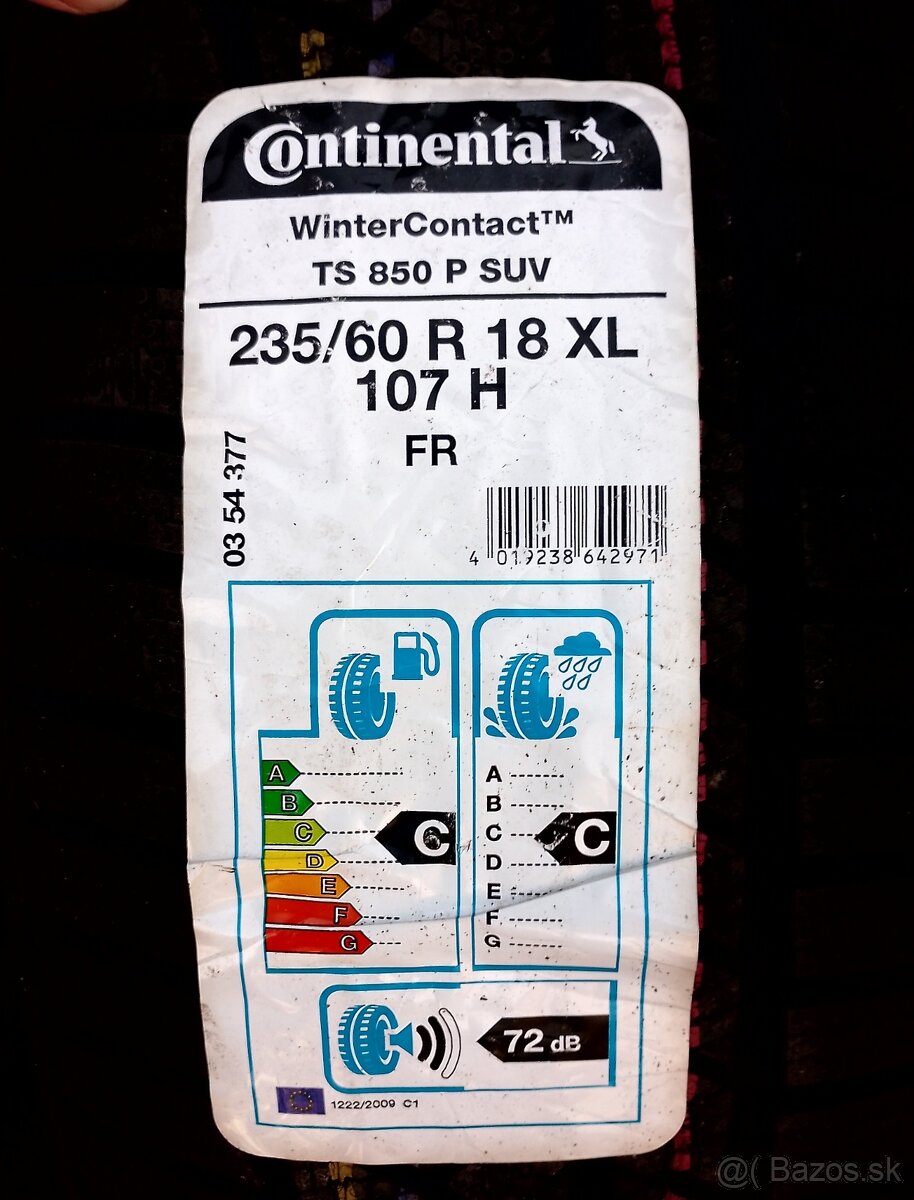 Continental
WinterContact™
TS 850 P SUV
235/60 R 18 XL
107 H
FR
03 54 377
4 019238 642971
A
B
C
D
E
F
G
C
A
B
C
D
E
F
G
C
72 dB
1222/2009 C1
@( Bazos.sk